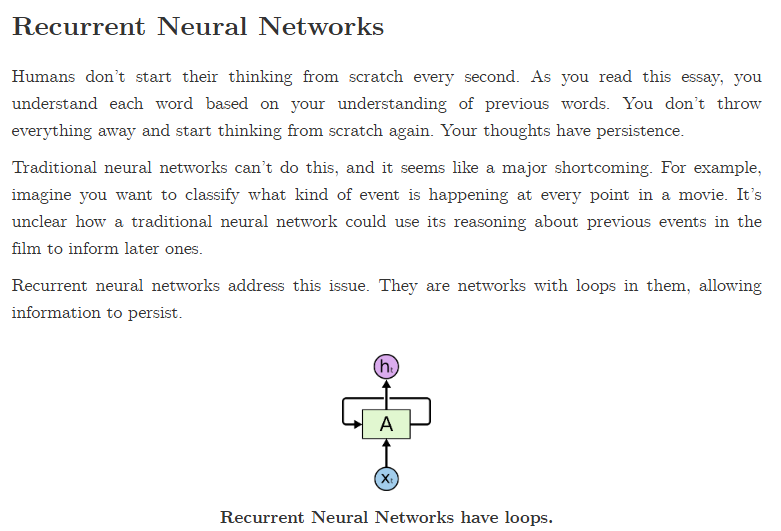 Recurrent Neural Networks
Humans don't start their thinking from scratch every second. As you read this essay, you
understand each word based on your understanding of previous words. You don't throw
everything away and start thinking from scratch again. Your thoughts have persistence.
Traditional neural networks can't do this, and it seems like a major shortcoming. For example,
imagine you want to classify what kind of event is happening at every point in a movie. It's
unclear how a traditional neural network could use its reasoning about previous events in the
film to inform later ones.
Recurrent neural networks address this issue. They are networks with loops in them, allowing
information to persist.
hₜ
A
Xₜ
Recurrent Neural Networks have loops.